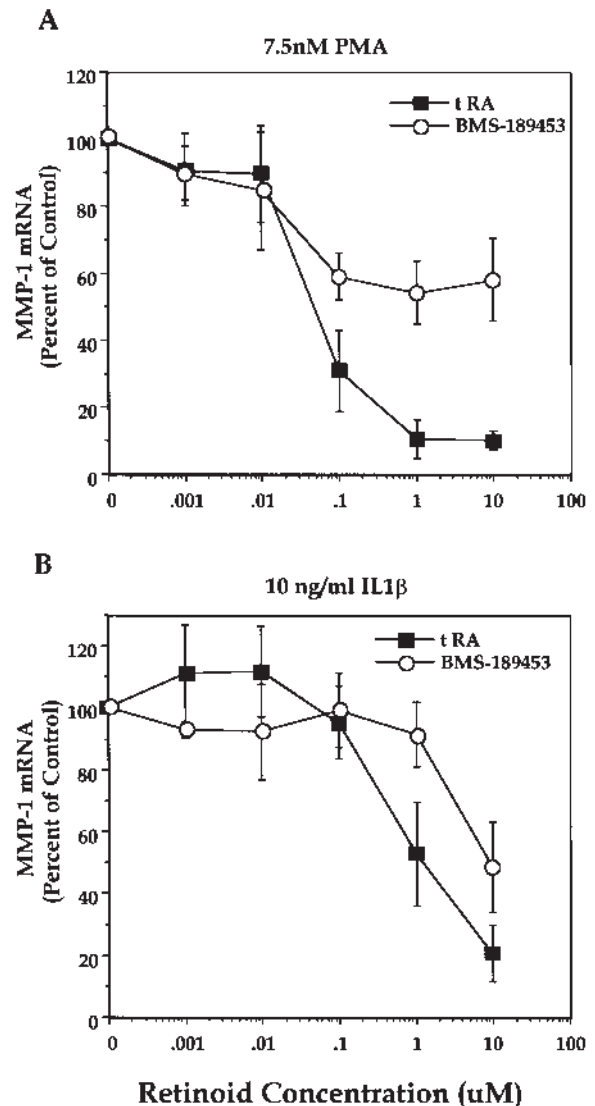 A
7.5nM PMA
t RA
BMS-189453
MMP-1 mRNA
(Percent of Control)
120
100
80
60
40
20
0
0 .001 .01 .1 1 10 100
B
10 ng/ml IL1β
t RA
BMS-189453
MMP-1 mRNA
(Percent of Control)
120
100
80
60
40
20
0
0 .001 .01 .1 1 10 100
Retinoid Concentration (uM)